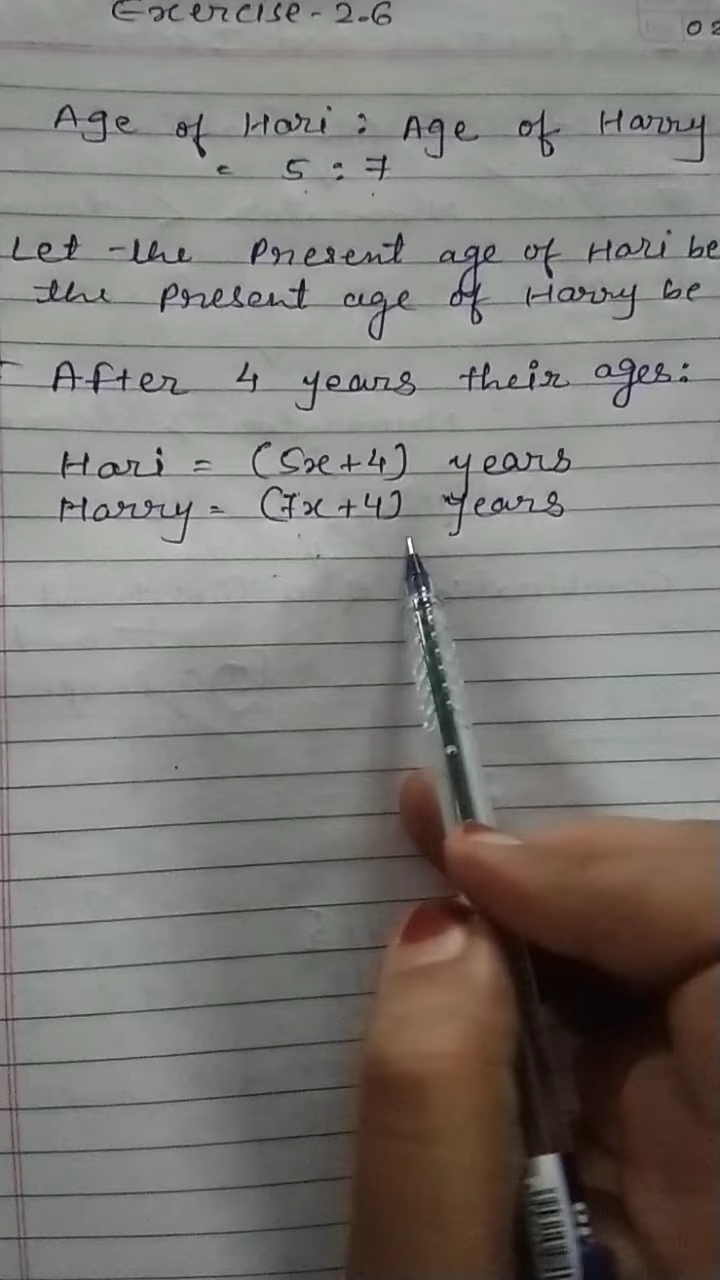 Exercise-2.6
Age of Hari : Age of Harry
= 5 : 7
Let the Present age of Hari be
the present age of Harry be
After 4 years their ages:
Hari = (5x+4) years
Harry = (7x+4) years